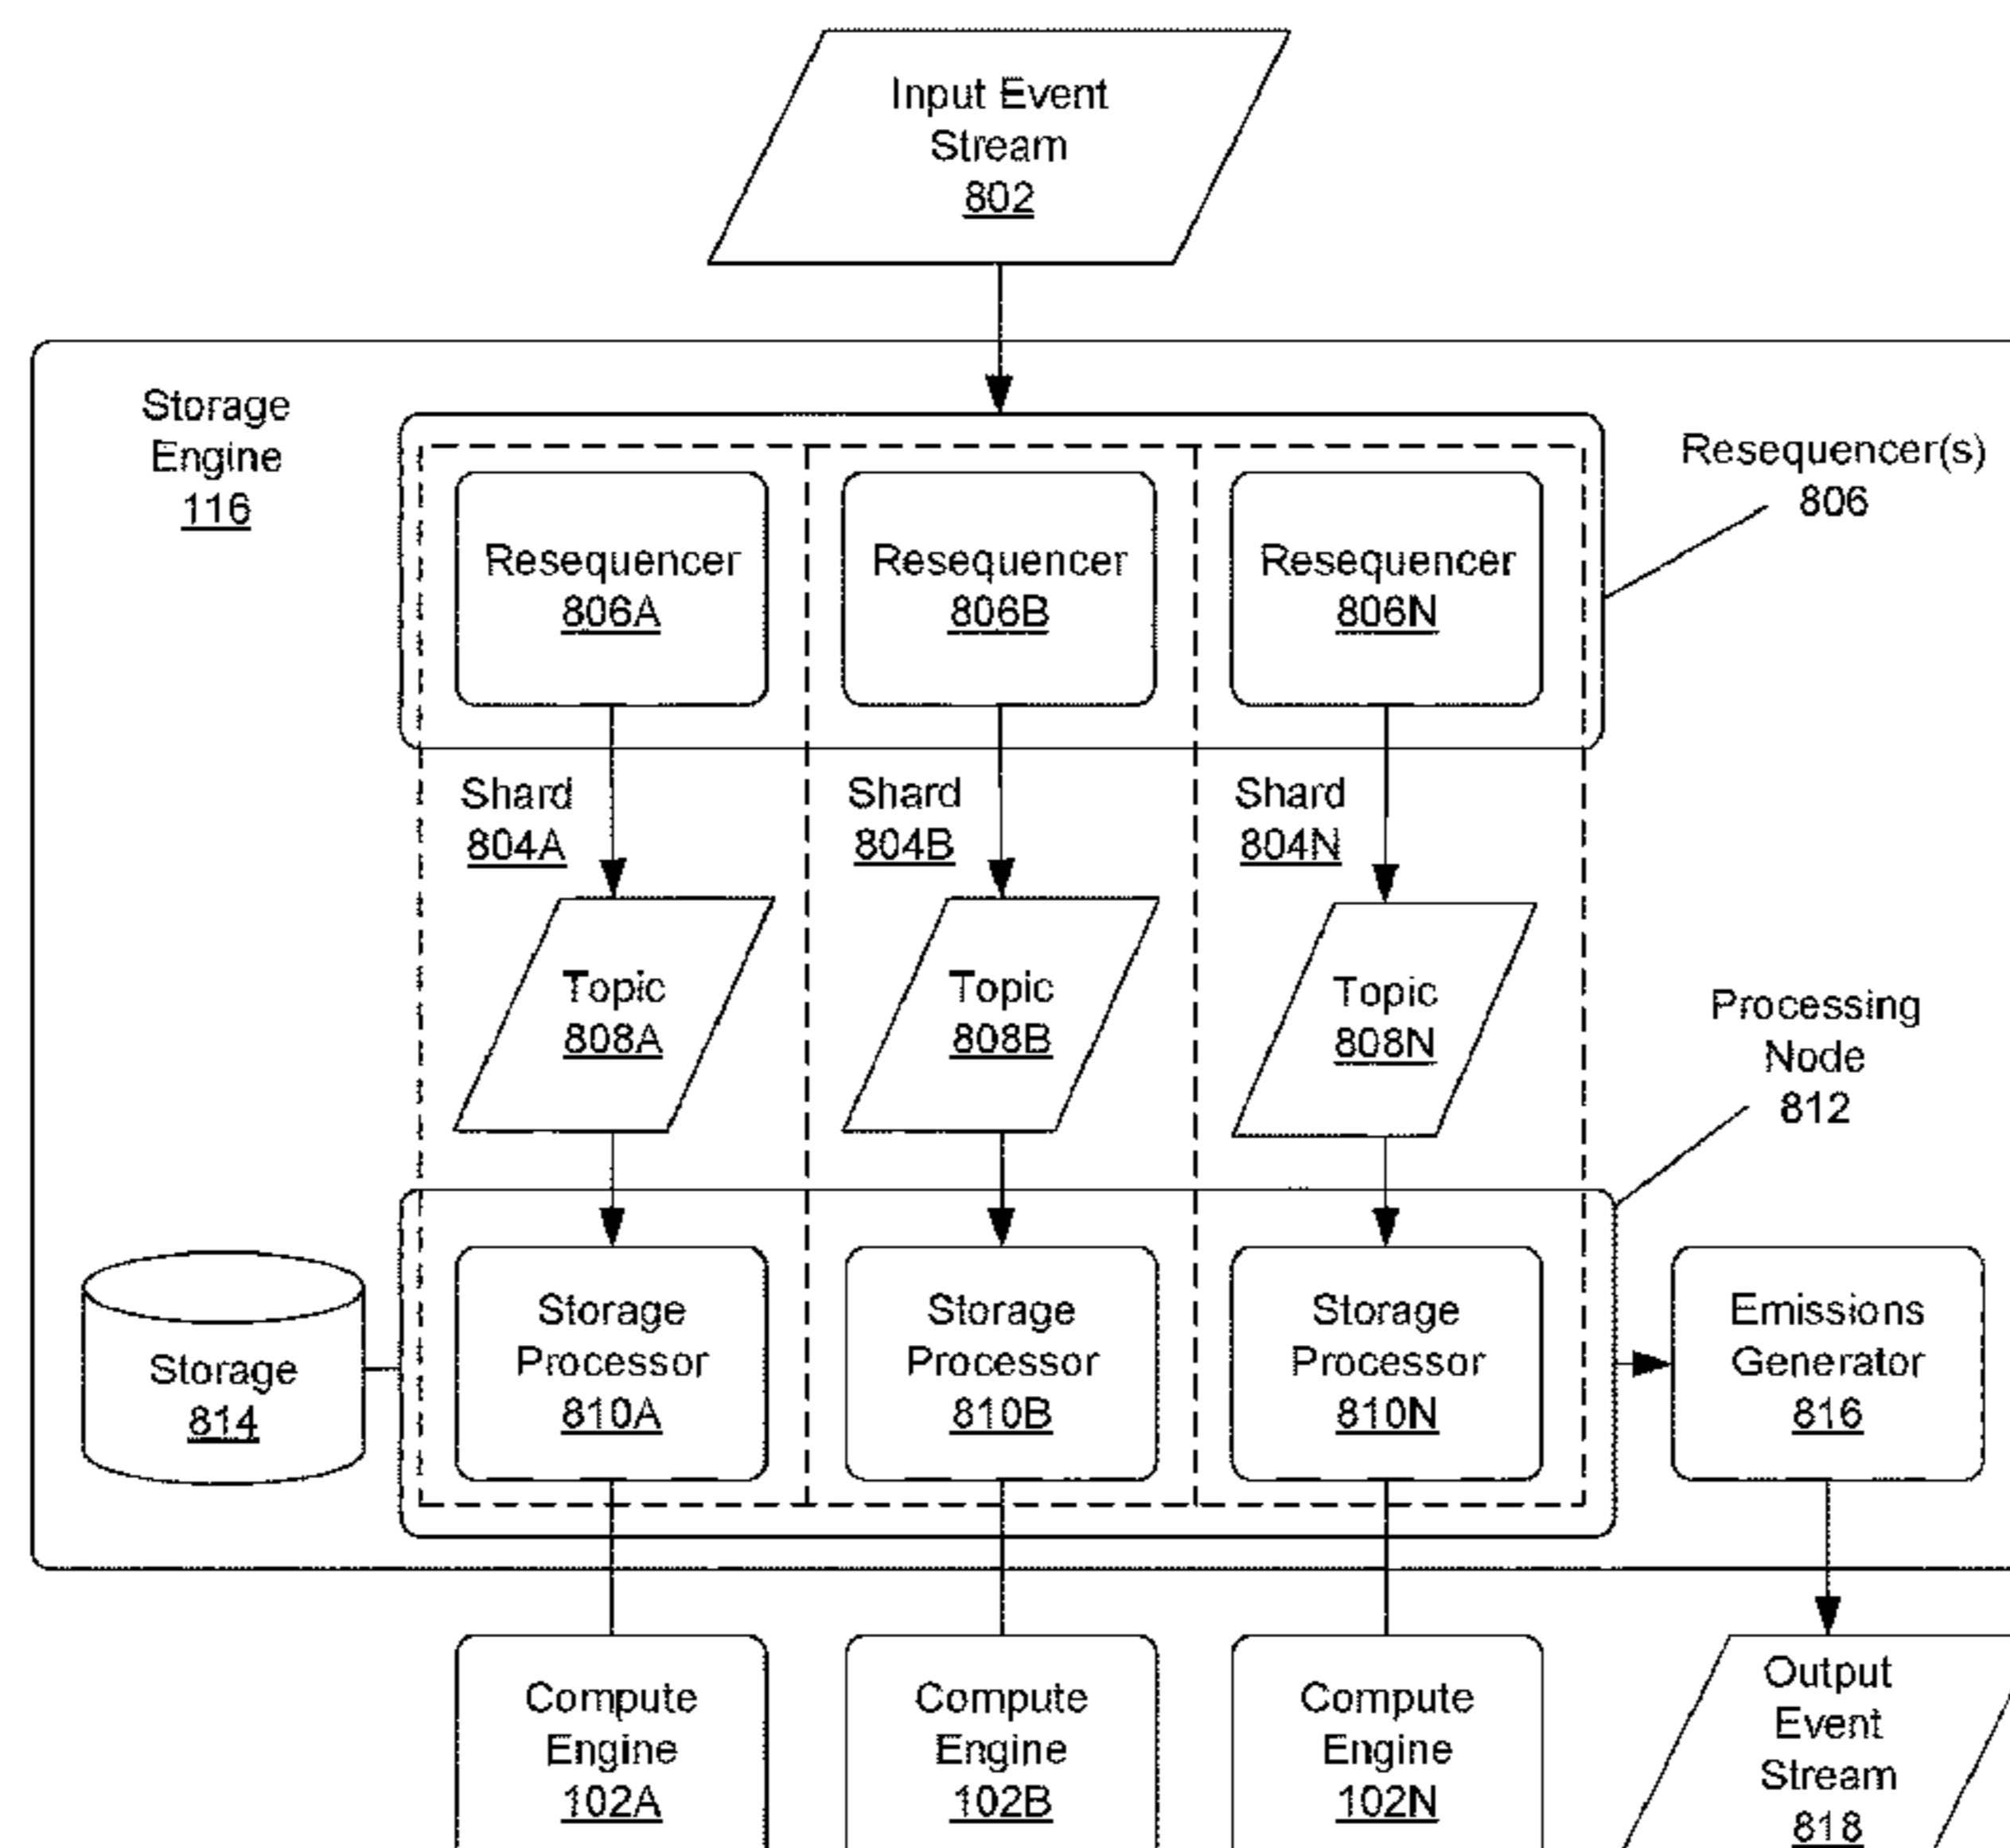 Input Event
Stream
802
Storage
Engine
116
Resequencer(s)
806
Resequencer
806A
Resequencer
806B
Resequencer
806N
Shard
804A
Shard
804B
Shard
804N
Topic
808A
Topic
808B
Topic
808N
Processing
Node
812
Storage
814
Storage
Processor
810A
Storage
Processor
810B
Storage
Processor
810N
Emissions
Generator
816
Compute
Engine
102A
Compute
Engine
102B
Compute
Engine
102N
Output
Event
Stream
818